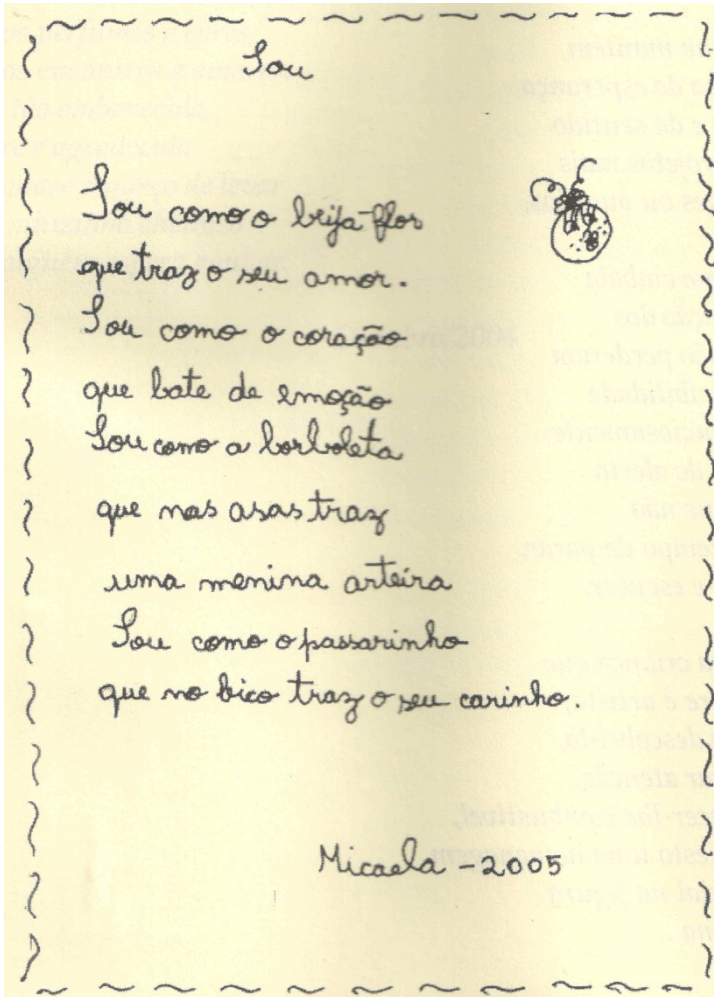 Sou
Sou como o beija-flor
que traz o seu amor.
Sou como o coração
que bate de emoção
Sou como a borboleta
que nas asas traz
uma menina arteira
Sou como o passarinho
que no bico traz o seu carinho.
Micaela - 2005